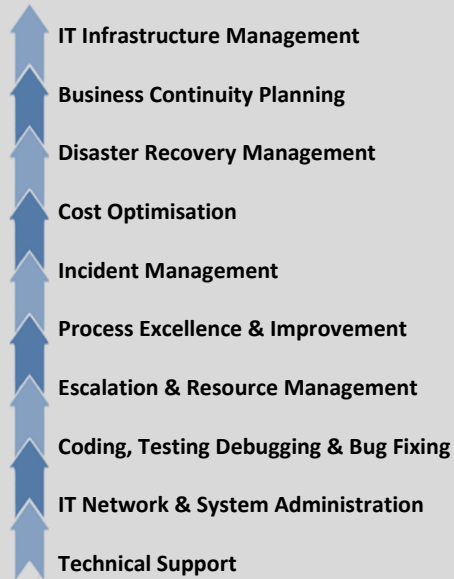 IT Infrastructure Management
Business Continuity Planning
Disaster Recovery Management
Cost Optimisation
Incident Management
Process Excellence & Improvement
Escalation & Resource Management
Coding, Testing Debugging & Bug Fixing
IT Network & System Administration
Technical Support